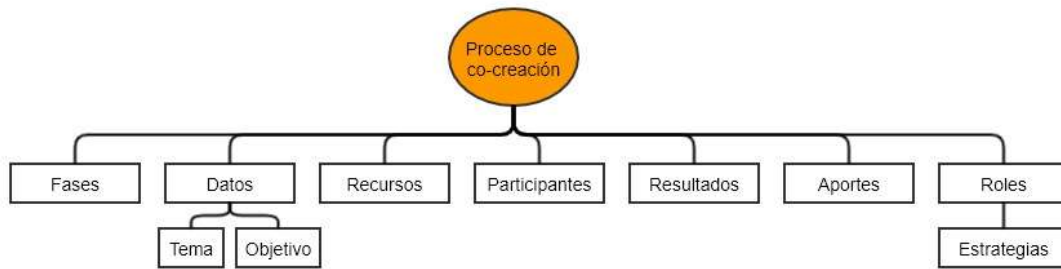 Proceso de
co-creación
Fases
Datos
Recursos
Participantes
Resultados
Aportes
Roles
Tema
Objetivo
Estrategias